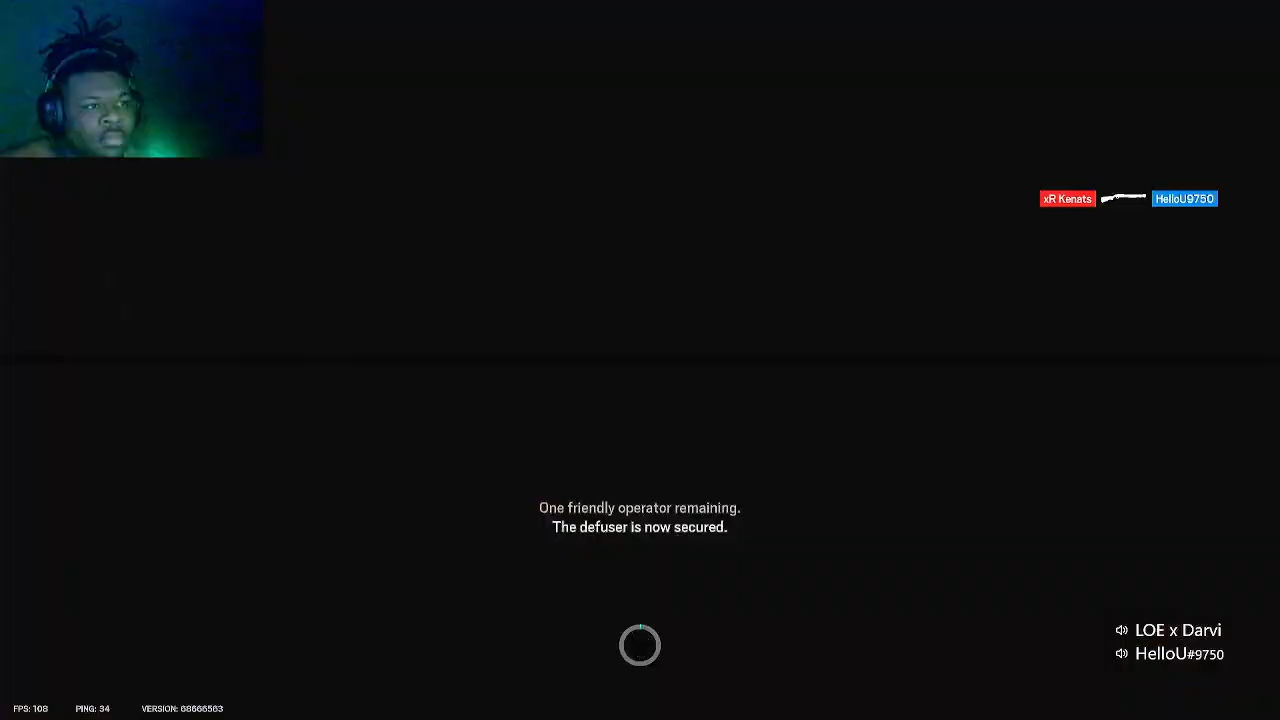 xR Kenats HelloU9750
One friendly operator remaining.
The defuser is now secured.
LOE x Darvi
HelloU#9750
FPS: 108 PING: 34 VERSION: 68666563